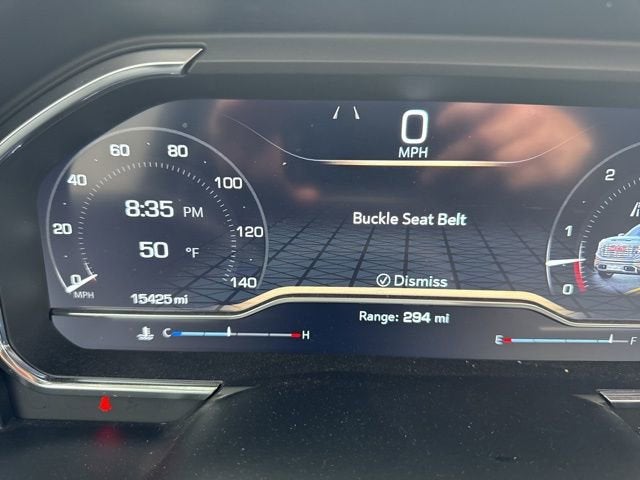 0
MPH
60 80
40 100
20 120
0 140
8:35 PM
50 °F
MPH
15425 mi
Buckle Seat Belt
Dismiss
Range: 294 mi
C H
E F
2
1
0